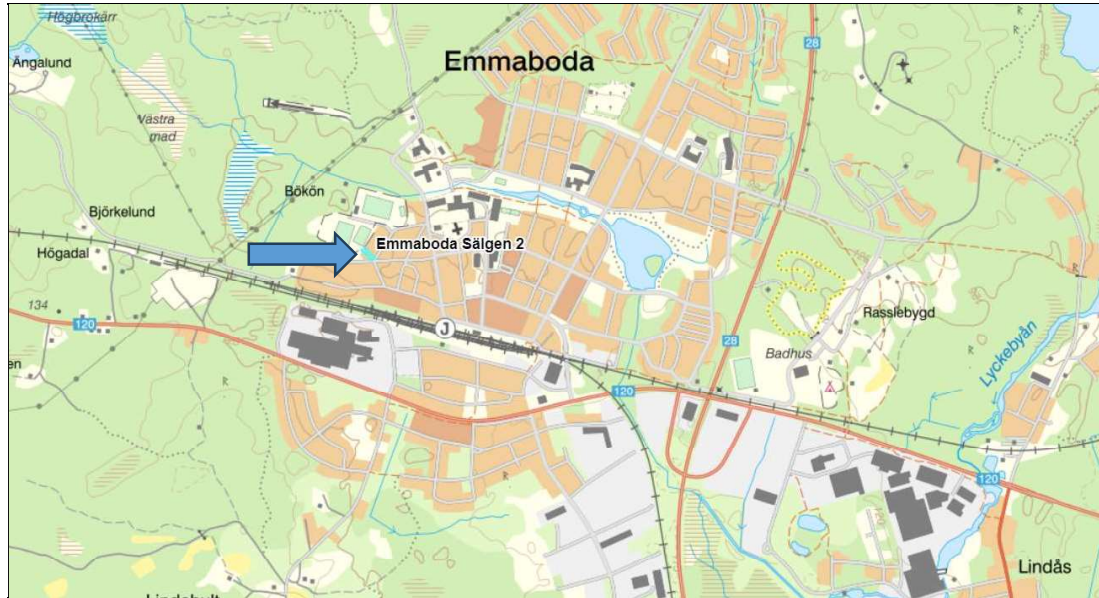 Högbrokärr
Ängalund
Emmaboda
28
Västra
mad
Bökön
Björkelund
Emmaboda Sälgen 2
Högadal
134
120
J
Rasslebygd
28
Badhus
Lyckebyån
en
120
120
Lindås